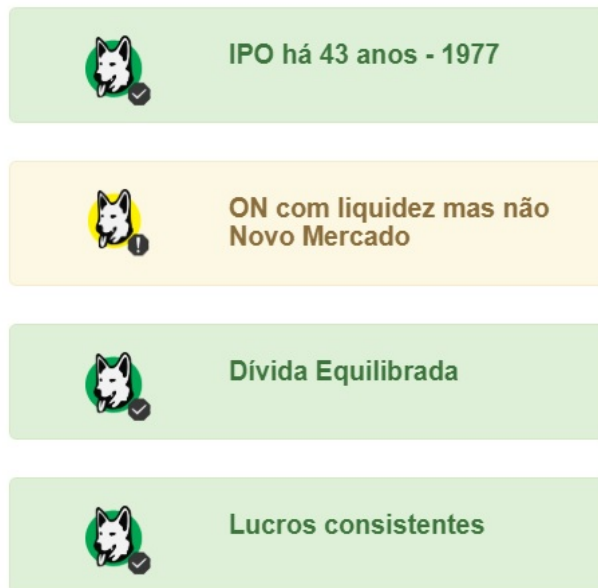 IPO há 43 anos - 1977
ON com liquidez mas não
Novo Mercado
Dívida Equilibrada
Lucros consistentes